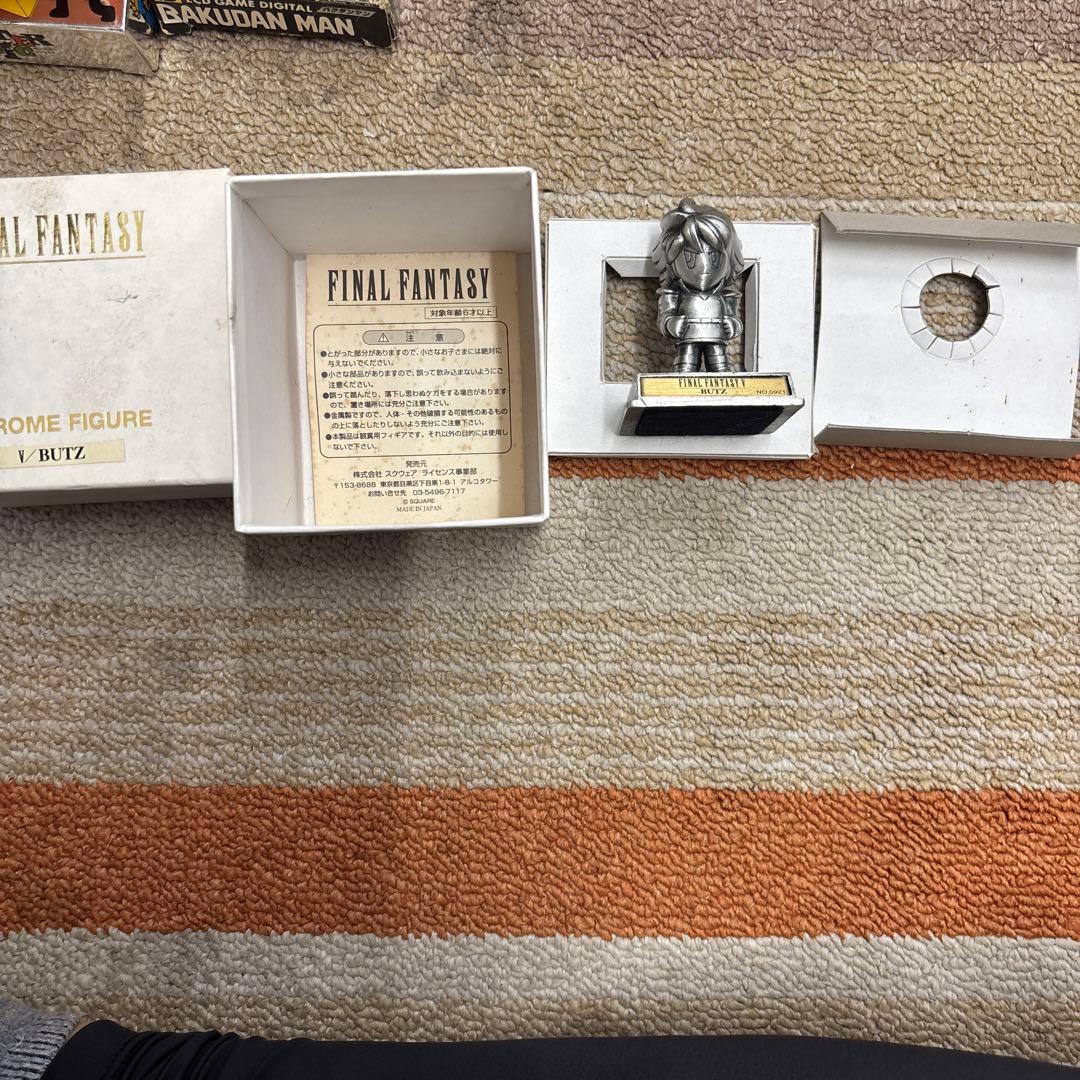 LCD GAME DIGITAL バクダンマン
BAKUDAN MAN
AL FANTASY
ROME FIGURE
V/BUTZ
FINAL FANTASY
対象年齢6才以上
注意
●とがった部分がありますので、小さなお子さまには絶対に
与えないでください。
●小さな部品がありますので、誤って飲み込まないようにご
注意ください。
●誤って踏んだり、落下し思わぬケガをする場合があります
ので、置き場所には充分ご注意下さい。
●金属製ですので、人体・その他破損する可能性のあるもの
の上に落としたりしないよう充分にご注意下さい。
●本製品は観賞用フィギアです。それ以外の目的には使用し
ないで下さい。
発売元
株式会社 スクウェア ライセンス事業部
〒153-8688 東京都目黒区下目黒1-8-1 アルコタワー
お問い合せ先 03-5496-7117
© SQUARE
MADE IN JAPAN
FINAL FANTASY V
BUTZ
NO.0921